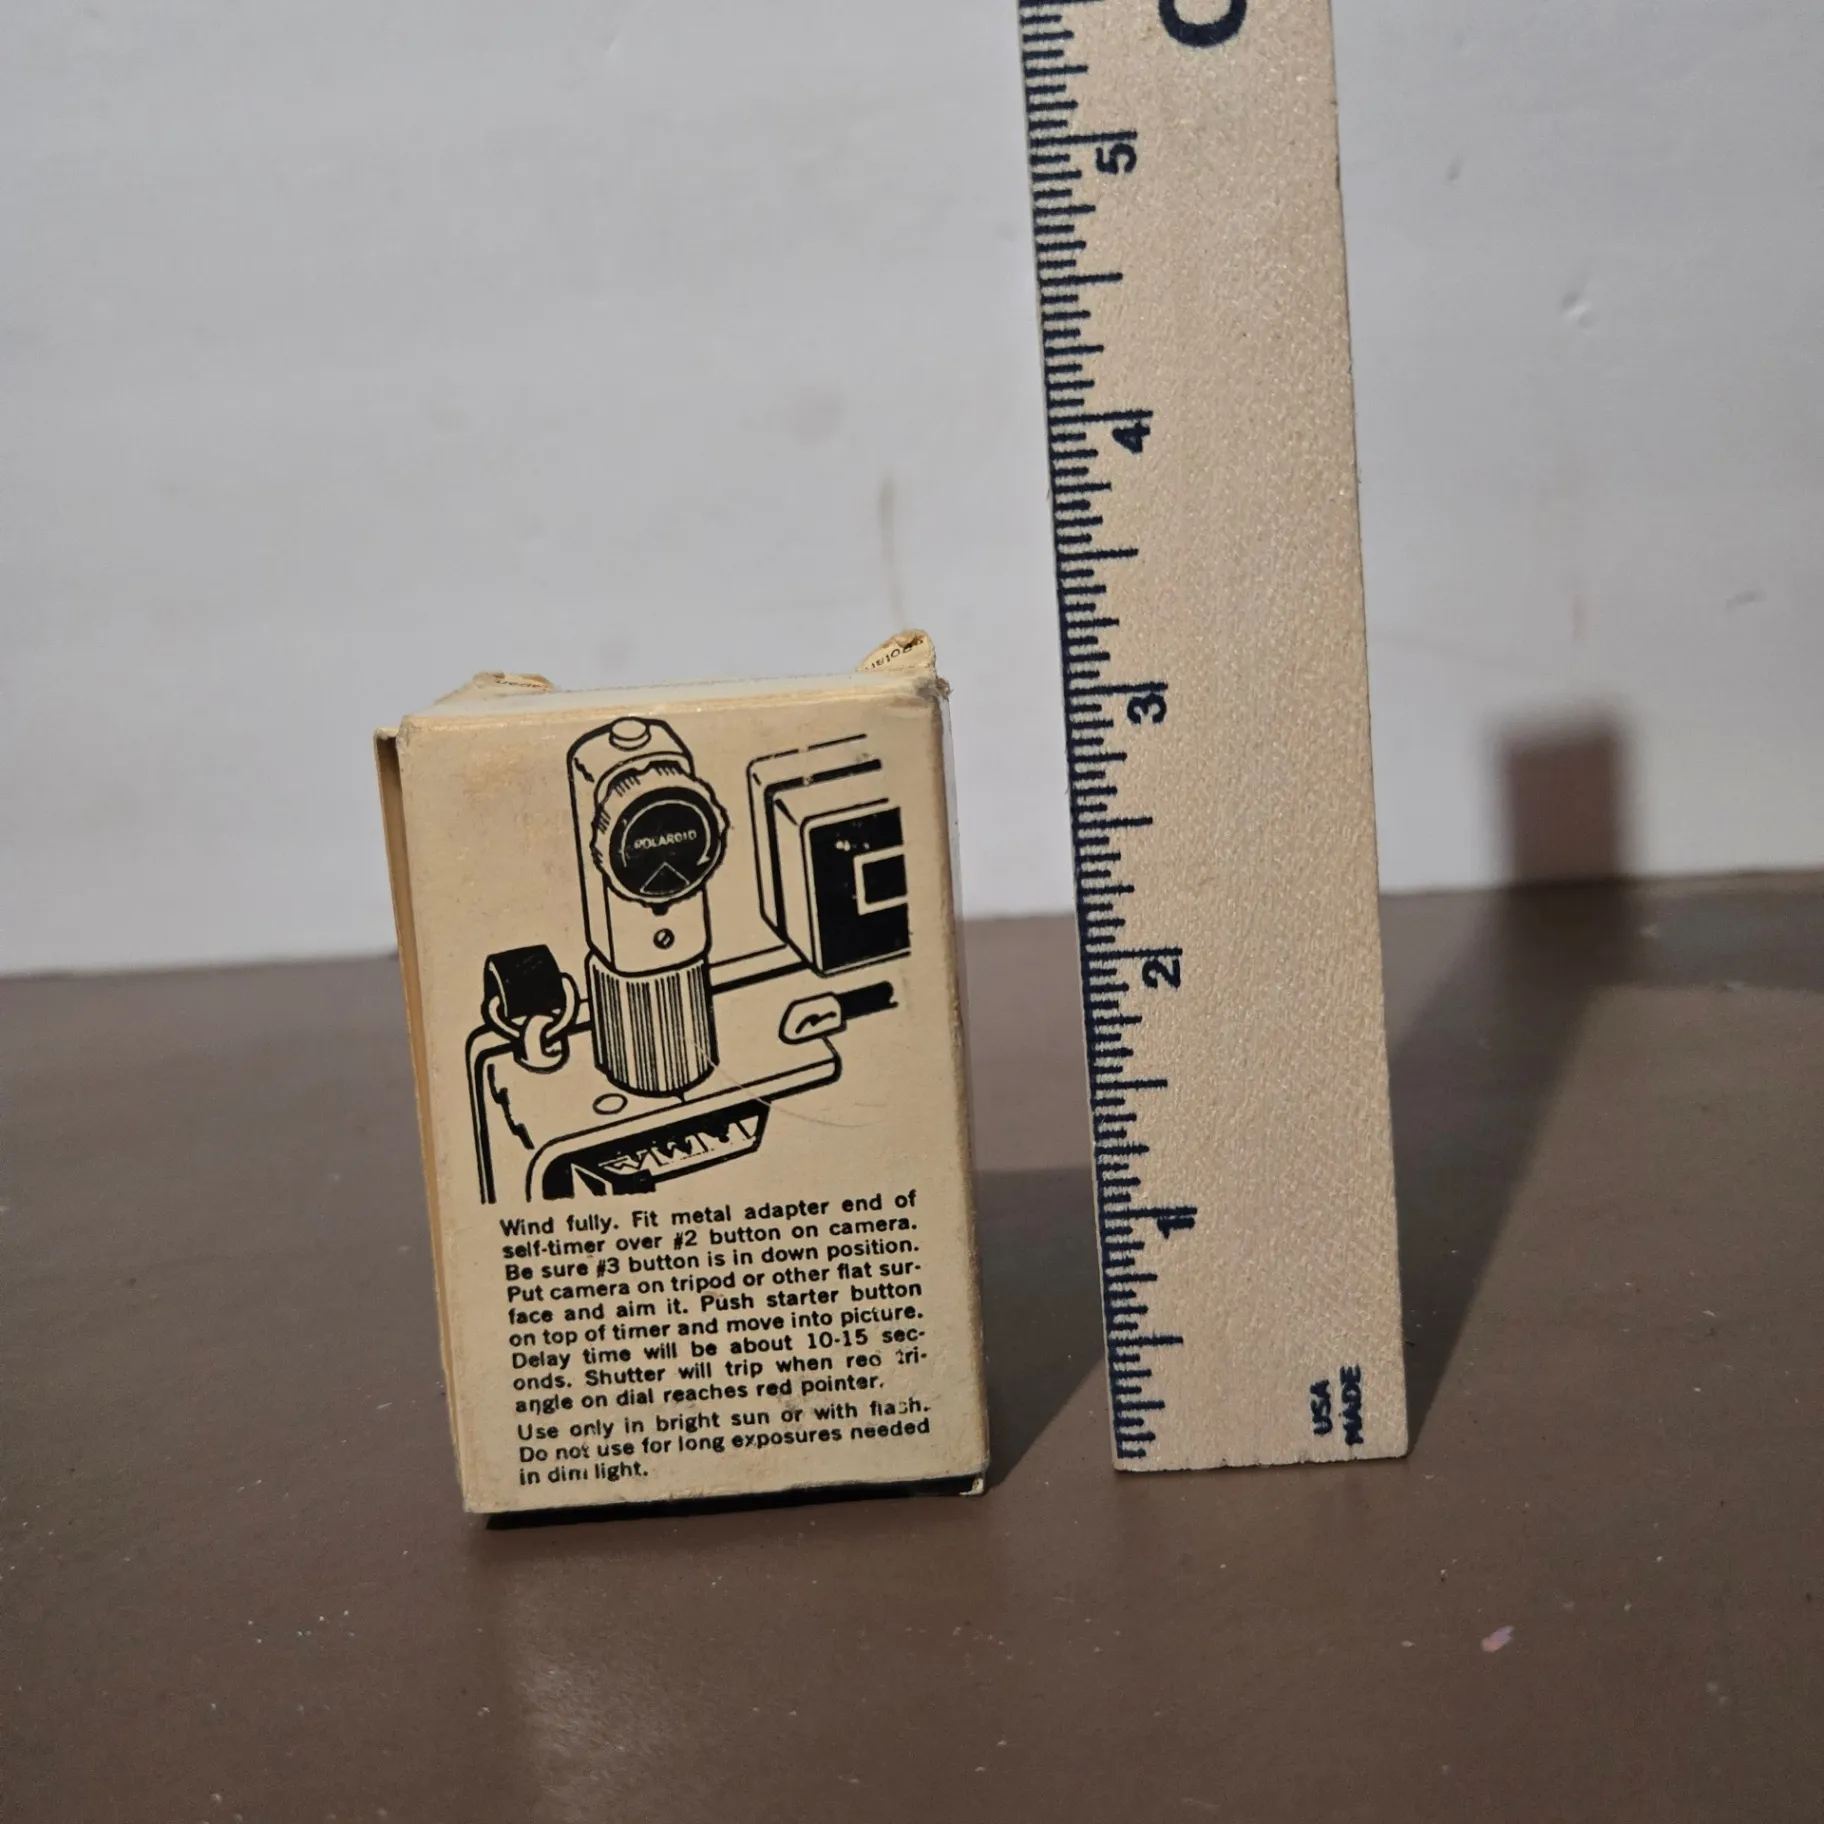 5
4
3
2
1
USA
MADE
POLAROID
Wind fully. Fit metal adapter end of
self-timer over #2 button on camera.
Be sure #3 button is in down position.
Put camera on tripod or other flat sur-
face and aim it. Push starter button
on top of timer and move into picture.
Delay time will be about 10-15 sec-
onds. Shutter will trip when red tri-
angle on dial reaches red pointer.
Use only in bright sun or with flash.
Do not use for long exposures needed
in dim light.